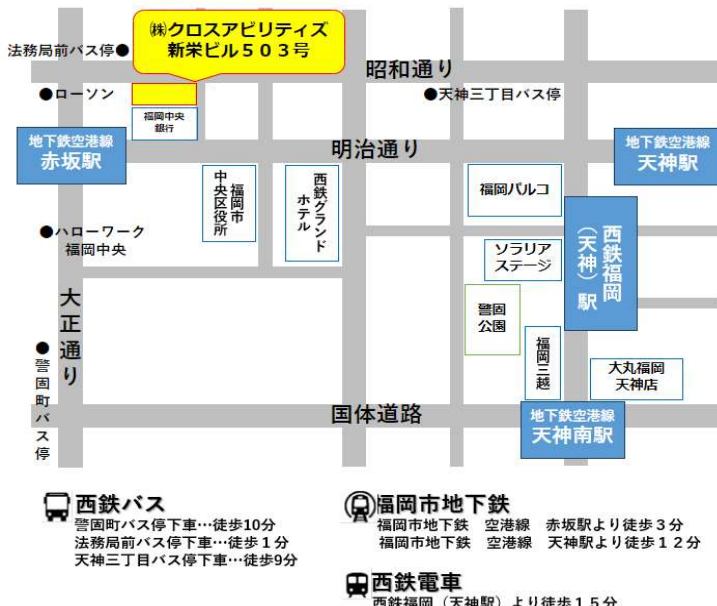 ㈱クロスアビリティズ
新栄ビル５０３号
法務局前バス停●
昭和通り
●ローソン
●天神三丁目バス停
福岡中央
銀行
地下鉄空港線
赤坂駅
明治通り
地下鉄空港線
天神駅
福岡市
中央区役所
西鉄グランド
ホテル
福岡パルコ
●ハローワーク
福岡中央
ソラリア
ステージ
西鉄福岡
（天神）駅
大正通り
警固
公園
●警固町バス停
福岡三越
大丸福岡
天神店
国体道路
地下鉄空港線
天神南駅
西鉄バス
警固町バス停下車…徒歩10分
法務局前バス停下車…徒歩１分
天神三丁目バス停下車…徒歩9分
福岡市地下鉄
福岡市地下鉄　空港線　赤坂駅より徒歩３分
福岡市地下鉄　空港線　天神駅より徒歩１２分
西鉄電車
西鉄福岡（天神駅）より徒歩１５分